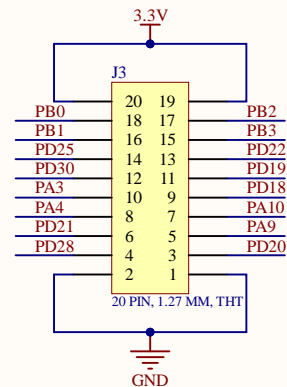 3.3V
J3
20 19
PB0 18 17 PB2
PB1 16 15 PB3
PD25 14 13 PD22
PD30 12 11 PD19
PA3 10 9 PD18
PA4 8 7 PA10
PD21 6 5 PA9
PD28 4 3 PD20
2 1
20 PIN, 1.27 MM, THT
GND